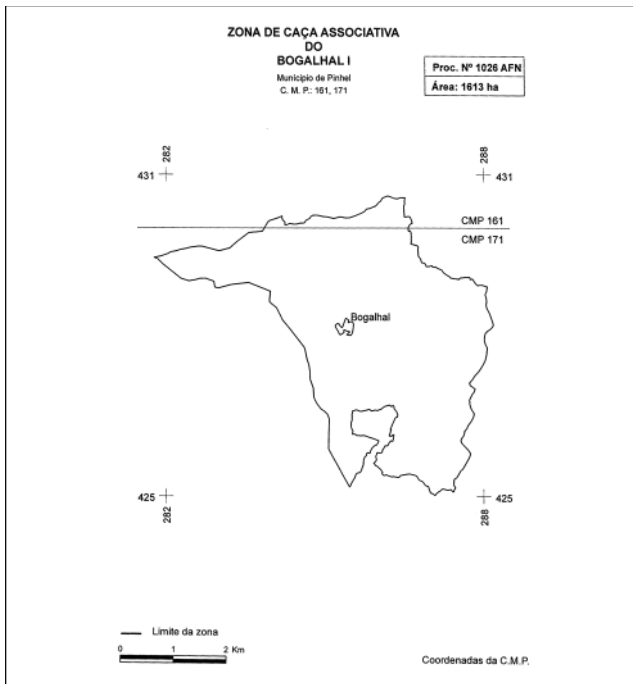 ZONA DE CAÇA ASSOCIATIVA
DO
BOGALHAL I
Município de Pinhel
C. M. P.: 161, 171
Proc. Nº 1026 AFN
Área: 1613 ha
282
288
431
431
CMP 161
CMP 171
Bogalhal
425
425
282
288
Limite da zona
0 1 2 Km
Coordenadas da C.M.P.